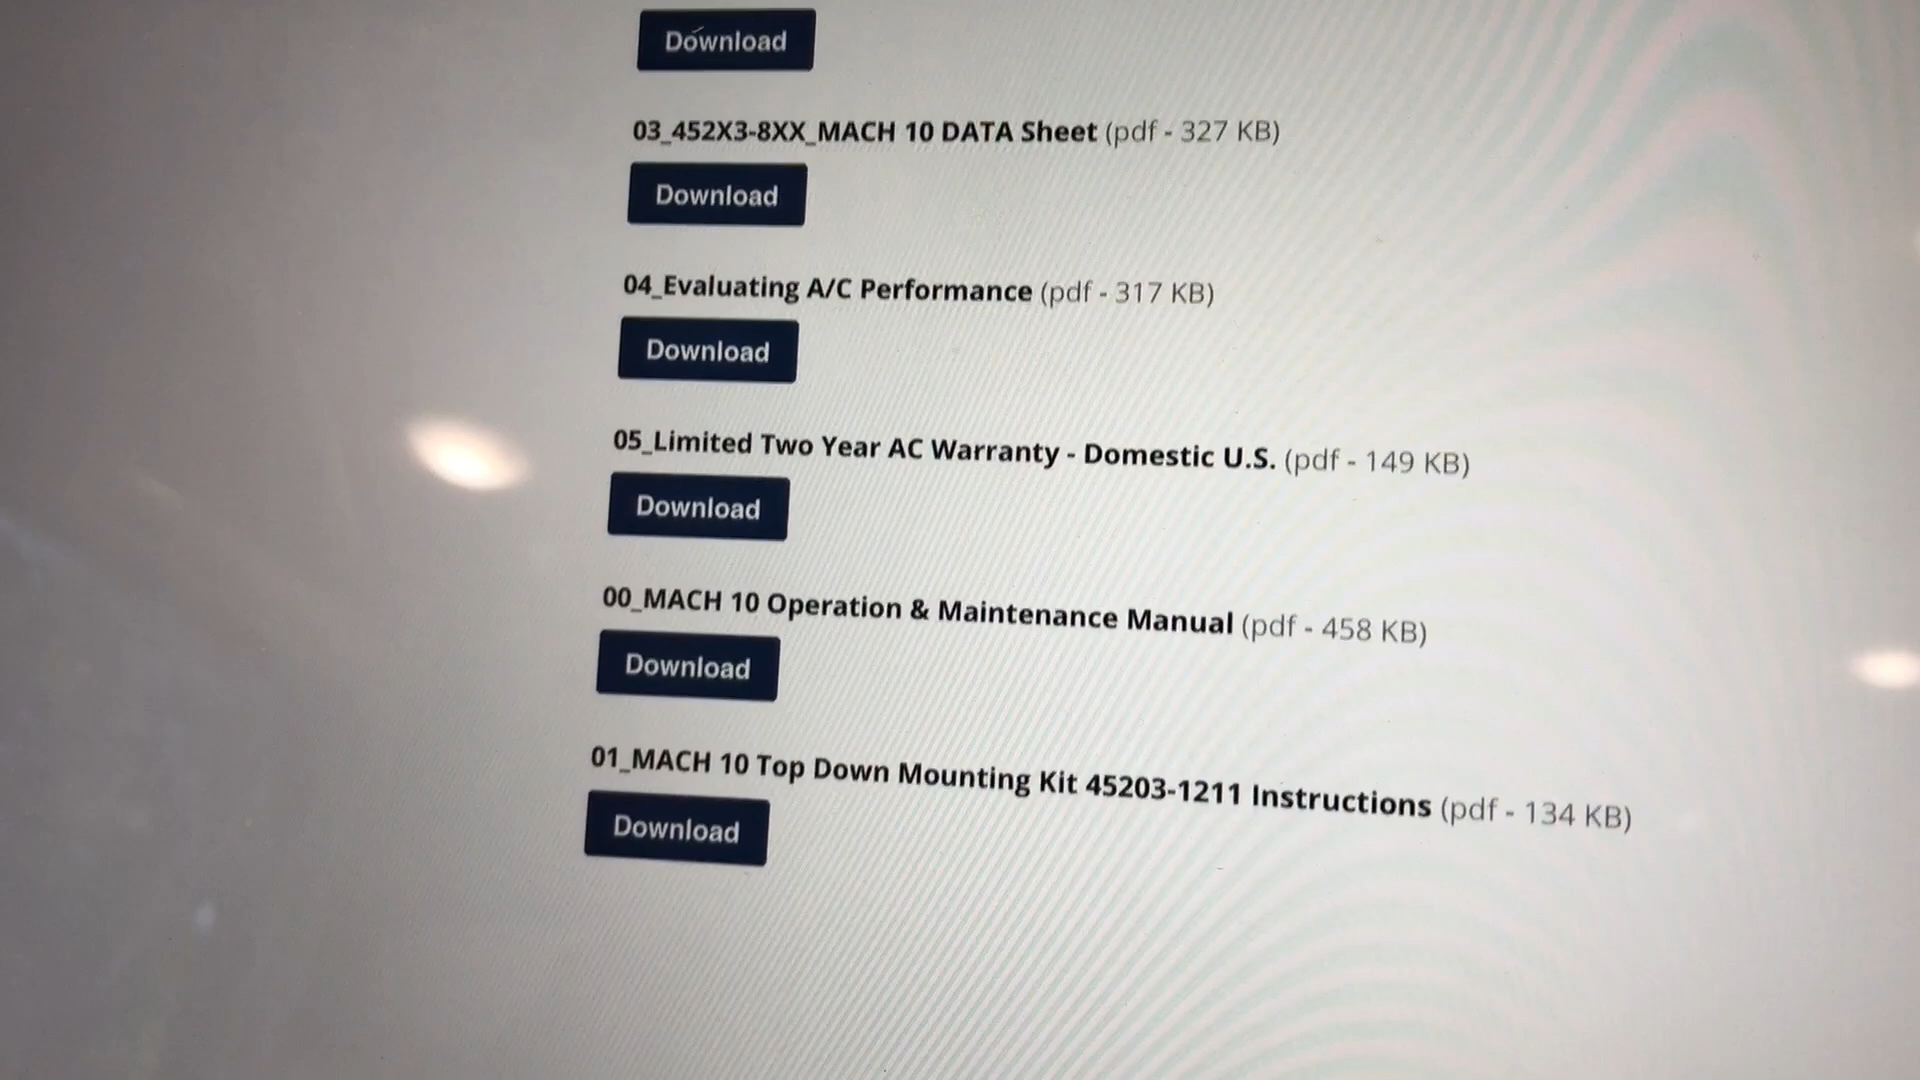 Download
03_452X3-8XX_MACH 10 DATA Sheet (pdf - 327 KB)
Download
04_Evaluating A/C Performance (pdf - 317 KB)
Download
05_Limited Two Year AC Warranty - Domestic U.S. (pdf - 149 KB)
Download
00_MACH 10 Operation & Maintenance Manual (pdf - 458 KB)
Download
01_MACH 10 Top Down Mounting Kit 45203-1211 Instructions (pdf - 134 KB)
Download